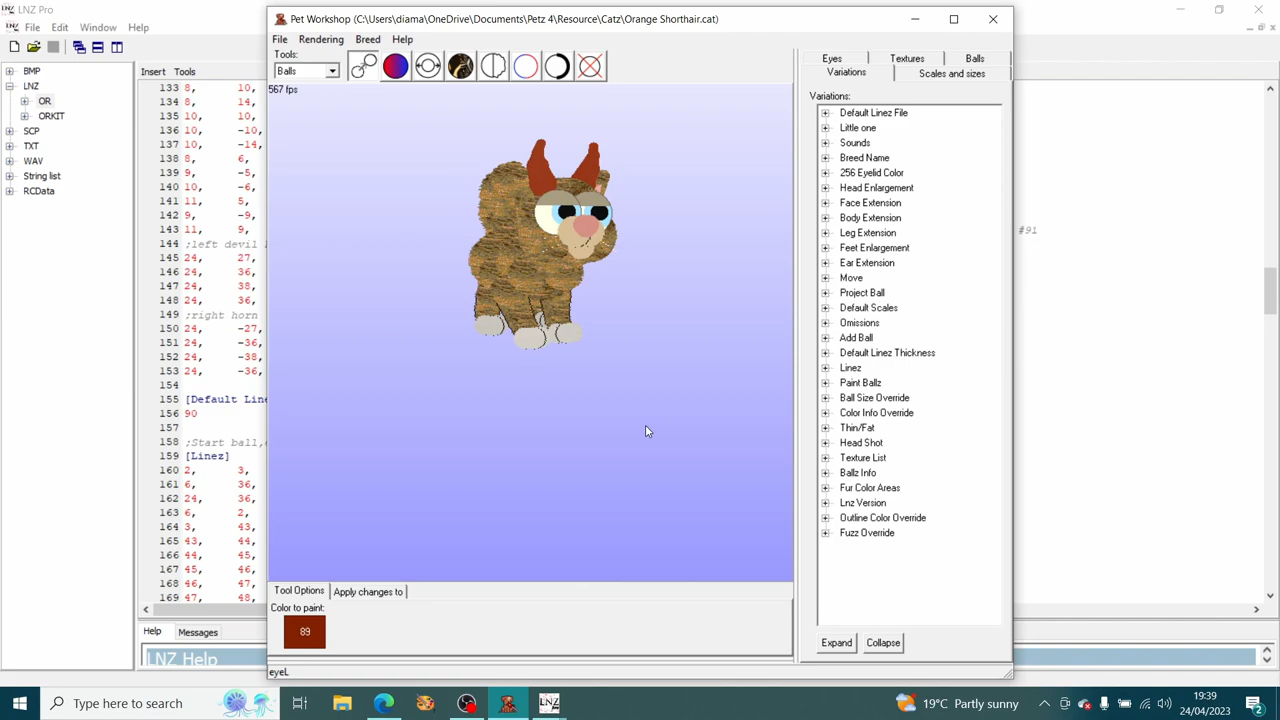 LNZ Pro
File Edit Window Help
BMP
LNZ
OR
ORKIT
SCP
TXT
WAV
String list
RCData
Insert Tools
133 8, 10,
134 8, 14,
135 10, 10,
136 10, -10,
137 10, -14,
138 8, 6,
139 9, -5,
140 10, -6,
141 11, 5,
142 9, -9,
143 11, 9, #91
144 ;left devil
145 24, 27,
146 24, 36,
147 24, 38,
148 24, 36,
149 ;right horn
150 24, -27,
151 24, -36,
152 24, -38,
153 24, -36,
154
155 [Default Lin
156 90
157
158 ;Start ball,
159 [Linez]
160 2, 3,
161 6, 36,
162 24, 36,
163 6, 2,
164 3, 43,
165 43, 44,
166 44, 45,
167 45, 46,
168 46, 47,
169 47, 48,
Help Messages
LNZ Help
Pet Workshop (C:\Users\diama\OneDrive\Documents\Petz 4\Resource\Catz\Orange Shorthair.cat)
File Rendering Breed Help
Tools:
Balls
567 fps
Tool Options Apply changes to
Color to paint:
89
eyeL
Eyes Textures Balls
Variations Scales and sizes
Variations:
Default Linez File
Little one
Sounds
Breed Name
256 Eyelid Color
Head Enlargement
Face Extension
Body Extension
Leg Extension
Feet Enlargement
Ear Extension
Move
Project Ball
Default Scales
Omissions
Add Ball
Default Linez Thickness
Linez
Paint Ballz
Ball Size Override
Color Info Override
Thin/Fat
Head Shot
Texture List
Ballz Info
Fur Color Areas
Lnz Version
Outline Color Override
Fuzz Override
Expand Collapse
Type here to search
19°C Partly sunny
19:39
24/04/2023
2